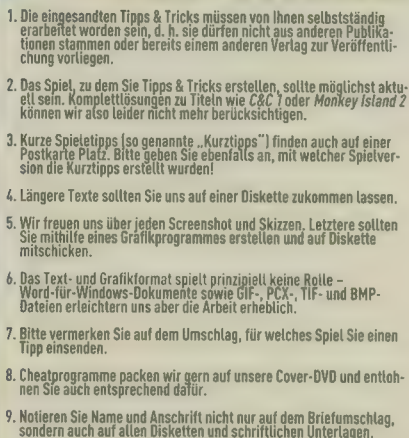 1. Die eingesandten Tipps & Tricks müssen von Ihnen selbstständig
erarbeitet worden sein, d. h. sie dürfen nicht aus anderen Publika-
tionen stammen oder bereits einem anderen Verlag zur Veröffentli-
chung vorliegen.
2. Das Spiel, zu dem Sie Tipps & Tricks erstellen, sollte möglichst aktu-
ell sein. Komplettlösungen zu Titeln wie C&C 1 oder Monkey Island 2
können wir also leider nicht mehr berücksichtigen.
3. Kurze Spieletipps (so genannte „Kurztipps") finden auch auf einer
Postkarte Platz. Bitte geben Sie ebenfalls an, mit welcher Spielver-
sion die Kurztipps erstellt wurden!
4. Längere Texte sollten Sie uns auf einer Diskette zukommen lassen.
5. Wir freuen uns über jeden Screenshot und Skizzen. Letztere sollten
Sie mithilfe eines Grafikprogrammes erstellen und auf Diskette
mitschicken.
6. Das Text- und Grafikformat spielt prinzipiell keine Rolle –
Word-für-Windows-Dokumente sowie GIF-, PCX-, TIF- und BMP-
Dateien erleichtern uns aber die Arbeit erheblich.
7. Bitte vermerken Sie auf dem Umschlag, für welches Spiel Sie einen
Tipp einsenden.
8. Cheatprogramme packen wir gern auf unsere Cover-DVD und entloh-
nen Sie auch entsprechend dafür.
9. Notieren Sie Name und Anschrift nicht nur auf dem Briefumschlag,
sondern auch auf allen Disketten und schriftlichen Unterlagen.